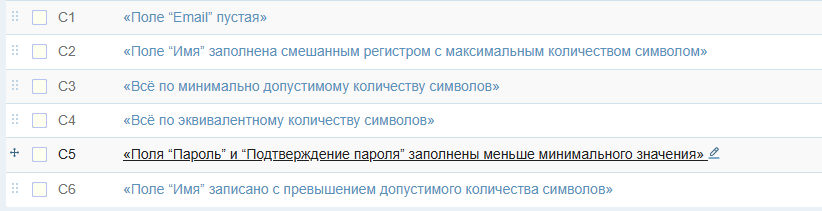 C1 «Поле “Email” пустая»
C2 «Поле “Имя” заполнена смешанным регистром с максимальным количеством символом»
C3 «Всё по минимально допустимому количеству символов»
C4 «Всё по эквивалентному количеству символов»
C5 «Поля “Пароль” и “Подтверждение пароля” заполнены меньше минимального значения»
C6 «Поле “Имя” записано с превышением допустимого количества символов»